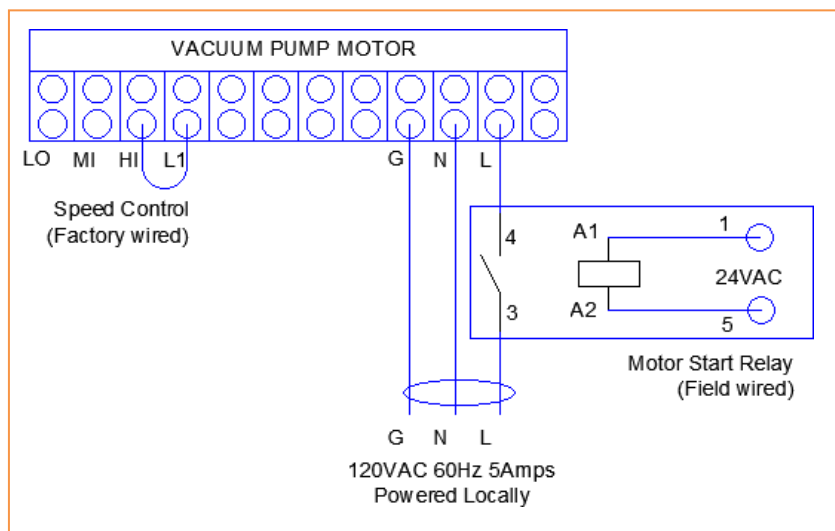 VACUUM PUMP MOTOR
LO MI HI L1 G N L
Speed Control
(Factory wired)
4 A1 1
24VAC
3 A2 5
Motor Start Relay
(Field wired)
G N L
120VAC 60Hz 5Amps
Powered Locally